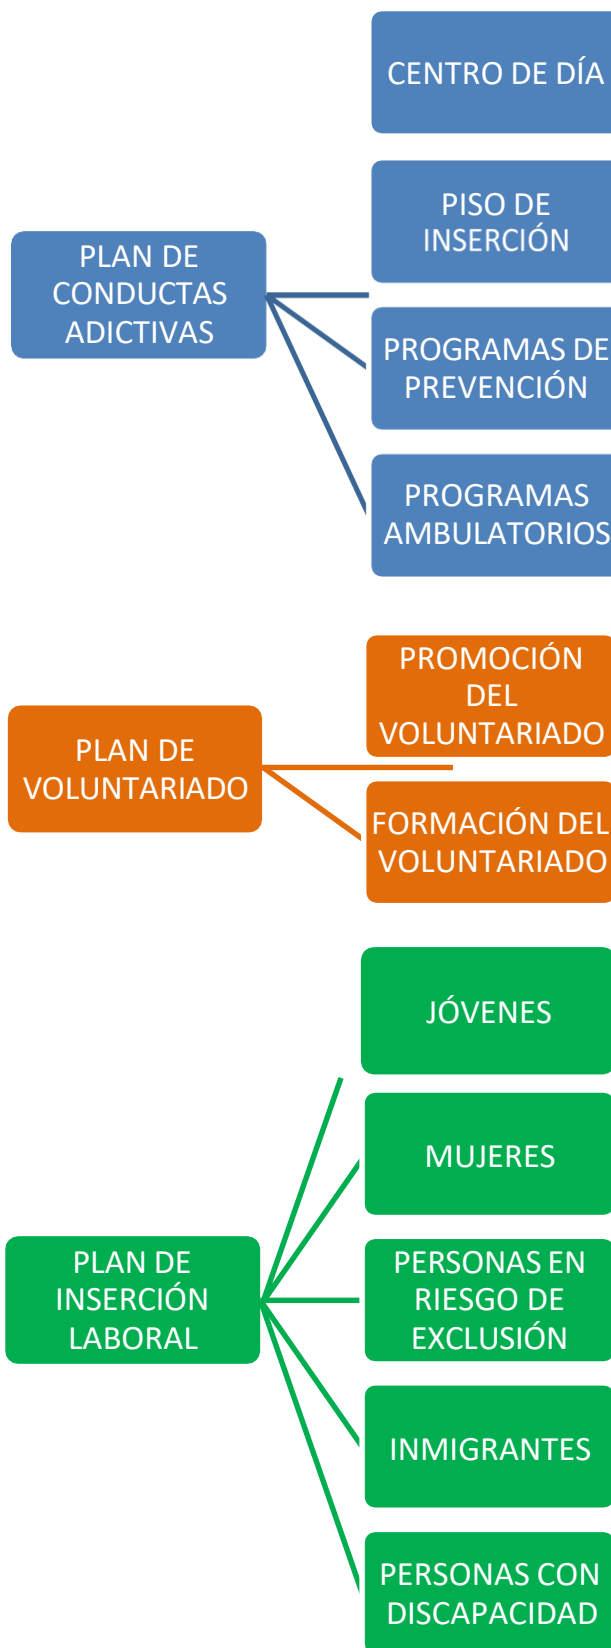 CENTRO DE DÍA
PISO DE
INSERCIÓN
PLAN DE
CONDUCTAS
ADICTIVAS
PROGRAMAS DE
PREVENCIÓN
PROGRAMAS
AMBULATORIOS
PROMOCIÓN
DEL
VOLUNTARIADO
PLAN DE
VOLUNTARIADO
FORMACIÓN DEL
VOLUNTARIADO
JÓVENES
MUJERES
PLAN DE
INSERCIÓN
LABORAL
PERSONAS EN
RIESGO DE
EXCLUSIÓN
INMIGRANTES
PERSONAS CON
DISCAPACIDAD